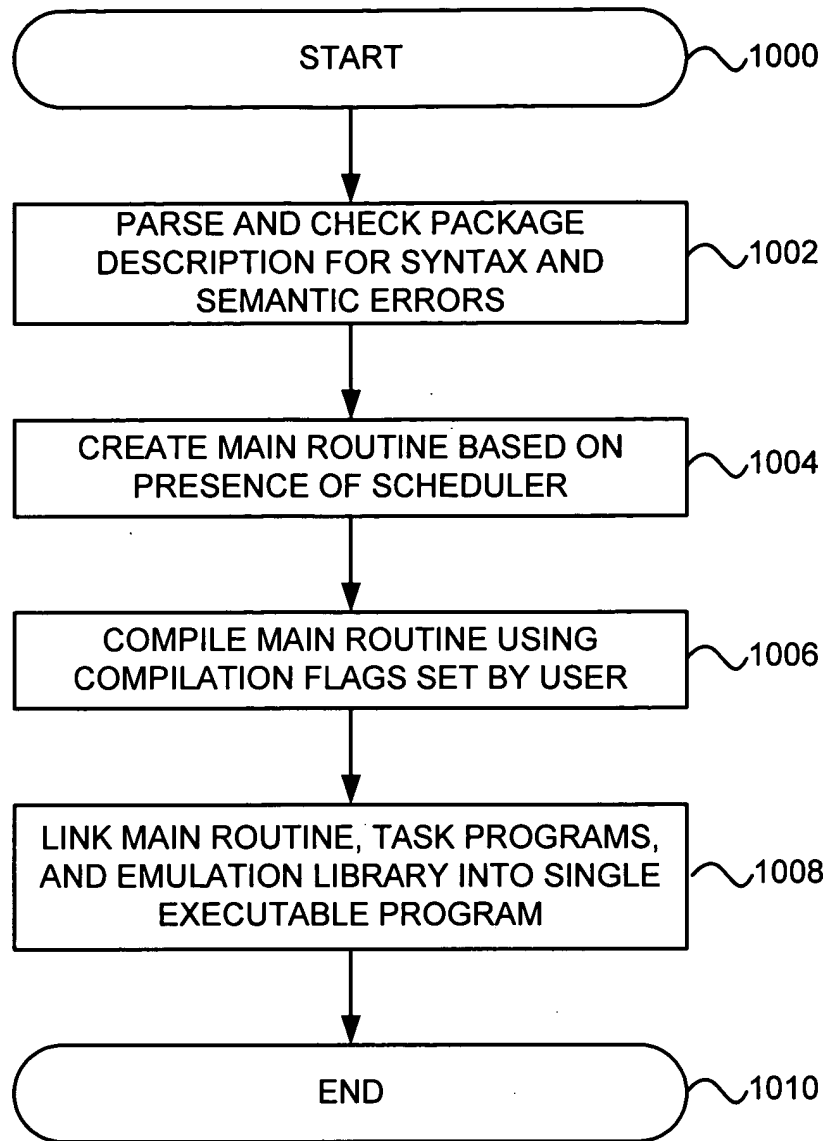 START
1000
PARSE AND CHECK PACKAGE
DESCRIPTION FOR SYNTAX AND
SEMANTIC ERRORS
1002
CREATE MAIN ROUTINE BASED ON
PRESENCE OF SCHEDULER
1004
COMPILE MAIN ROUTINE USING
COMPILATION FLAGS SET BY USER
1006
LINK MAIN ROUTINE, TASK PROGRAMS,
AND EMULATION LIBRARY INTO SINGLE
EXECUTABLE PROGRAM
1008
END
1010